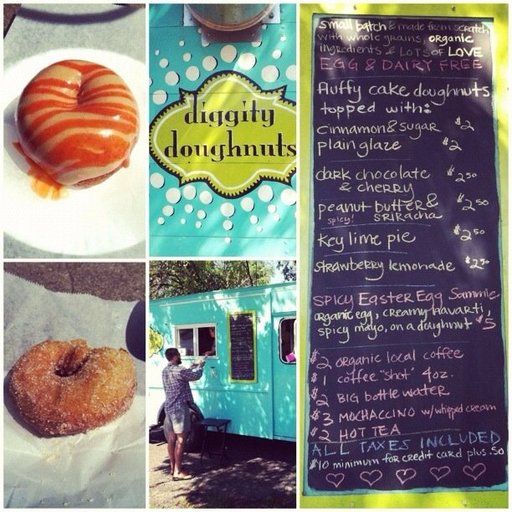 diggity
doughnuts
small batch & made from scratch
with whole grains, organic
ingredients & LOTS of LOVE
EGG & DAIRY FREE
fluffy cake doughnuts
topped with:
cinnamon & sugar $2
plain glaze
dark chocolate $2.50
& cherry
peanut butter & $2.50
spicy! SRIRACHA
key lime pie $2.50
strawberry lemonade $2.50
SPICY EASTER EGG SAMMIE
organic egg, creamy havarti,
spicy mayo, on a doughnut $5
$2 organic local coffee
$1 coffee "shot" 4oz.
$2 BIG bottle WATER
$3 MOCHACCINO w/whipped cream
$2 HOT TEA
ALL TAXES INCLUDED
$10 minimum for credit card plus .50